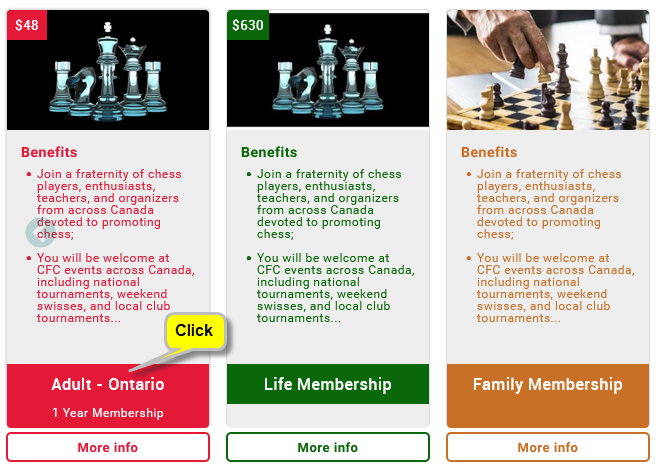 $48
Benefits
• Join a fraternity of chess
players, enthusiasts,
teachers, and organizers
from across Canada
devoted to promoting
chess;
• You will be welcome at
CFC events across Canada,
including national
tournaments, weekend
swisses, and local club
tournaments...
Click
Adult - Ontario
1 Year Membership
More info
$630
Benefits
• Join a fraternity of chess
players, enthusiasts,
teachers, and organizers
from across Canada
devoted to promoting
chess;
• You will be welcome at
CFC events across Canada,
including national
tournaments, weekend
swisses, and local club
tournaments...
Life Membership
More info
Benefits
• Join a fraternity of chess
players, enthusiasts,
teachers, and organizers
from across Canada
devoted to promoting
chess;
• You will be welcome at
CFC events across Canada,
including national
tournaments, weekend
swisses, and local club
tournaments...
Family Membership
More info